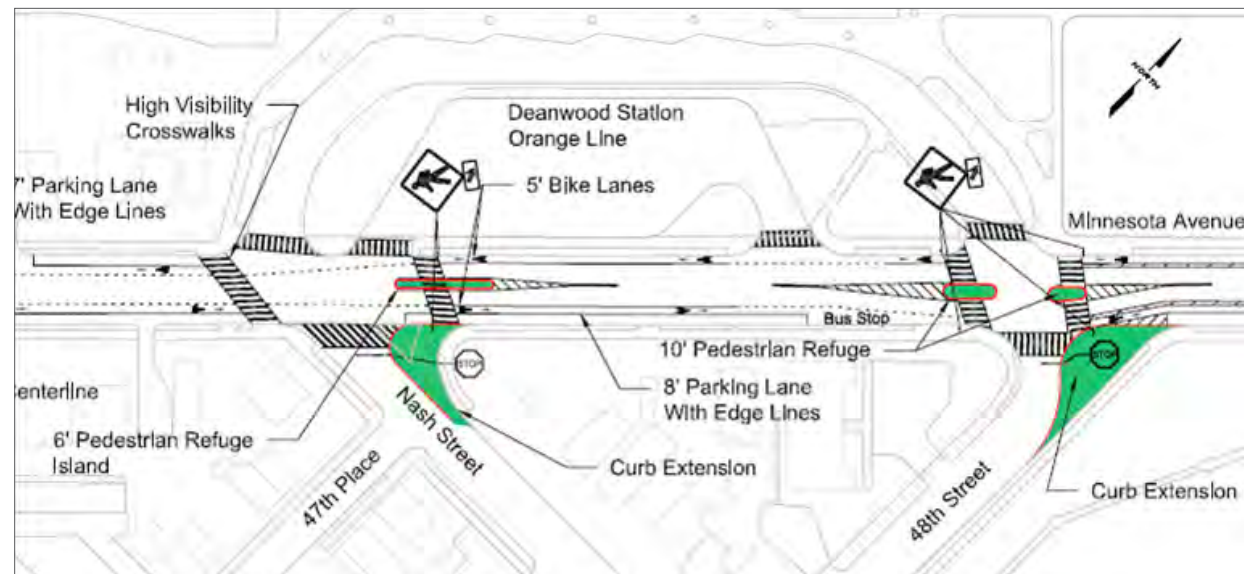 High Visibility
Crosswalks
Deanwood Station
Orange Line
NORTH
7' Parking Lane
With Edge Lines
5' Bike Lanes
Minnesota Avenue
Bus Stop
10' Pedestrian Refuge
STOP
STOP
8' Parking Lane
With Edge Lines
Centerline
Nash Street
6' Pedestrian Refuge
Island
47th Place
Curb Extension
48th Street
Curb Extension